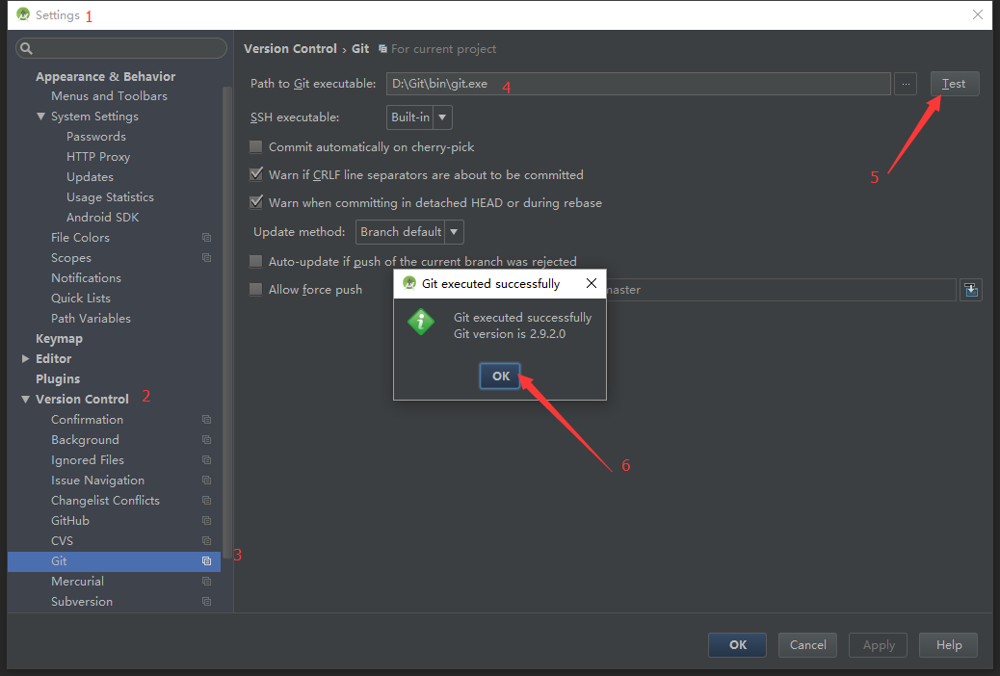 Settings 1
Version Control › Git For current project
Appearance & Behavior
Menus and Toolbars
System Settings
Passwords
HTTP Proxy
Updates
Usage Statistics
Android SDK
File Colors
Scopes
Notifications
Quick Lists
Path Variables
Keymap
Editor
Plugins
Version Control 2
Confirmation
Background
Ignored Files
Issue Navigation
Changelist Conflicts
GitHub
CVS
Git 3
Mercurial
Subversion
Path to Git executable: D:\Git\bin\git.exe 4 ... Test
5
SSH executable: Built-in
Commit automatically on cherry-pick
Warn if CRLF line separators are about to be committed
Warn when committing in detached HEAD or during rebase
Update method: Branch default
Auto-update if push of the current branch was rejected
Allow force push master
Git executed successfully
Git executed successfully
Git version is 2.9.2.0
OK
6
OK Cancel Apply Help